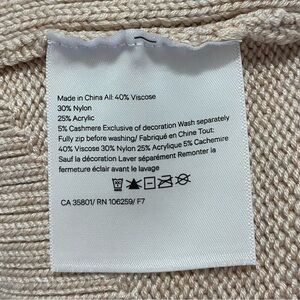 Made in China All: 40% Viscose
30% Nylon
25% Acrylic
5% Cashmere Exclusive of decoration Wash separately
Fully zip before washing/ Fabriqué en Chine Tout:
40% Viscose 30% Nylon 25% Acrylique 5% Cachemire
Sauf la décoration Laver séparément Remonter la
fermeture éclair avant le lavage
CA 35801/ RN 106259/ F7